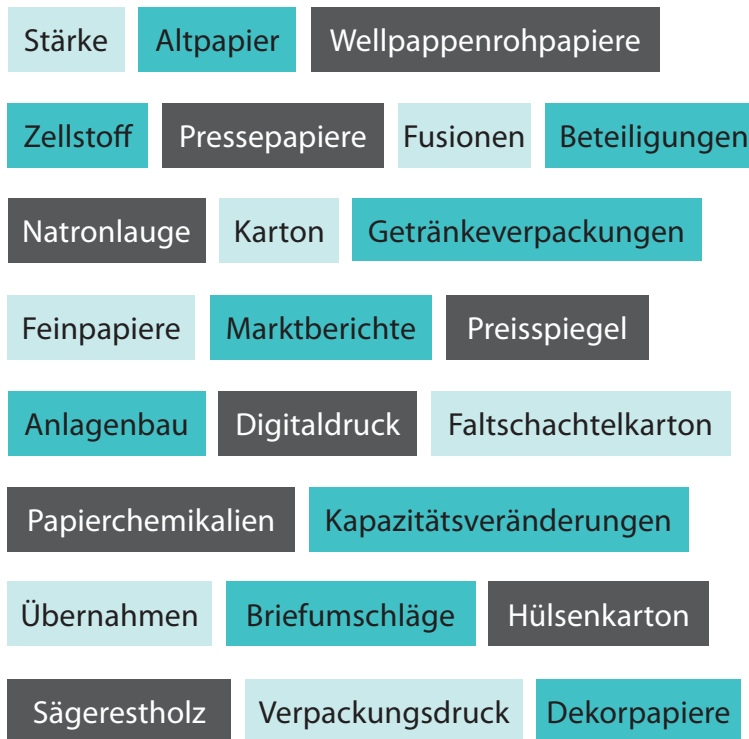 Stärke Altpapier Wellpappenrohpapiere
Zellstoff Pressepapiere Fusionen Beteiligungen
Natronlauge Karton Getränkeverpackungen
Feinpapiere Marktberichte Preisspiegel
Anlagenbau Digitaldruck Faltschachtelkarton
Papierchemikalien Kapazitätsveränderungen
Übernahmen Briefumschläge Hülsenkarton
Sägerestholz Verpackungsdruck Dekorpapiere